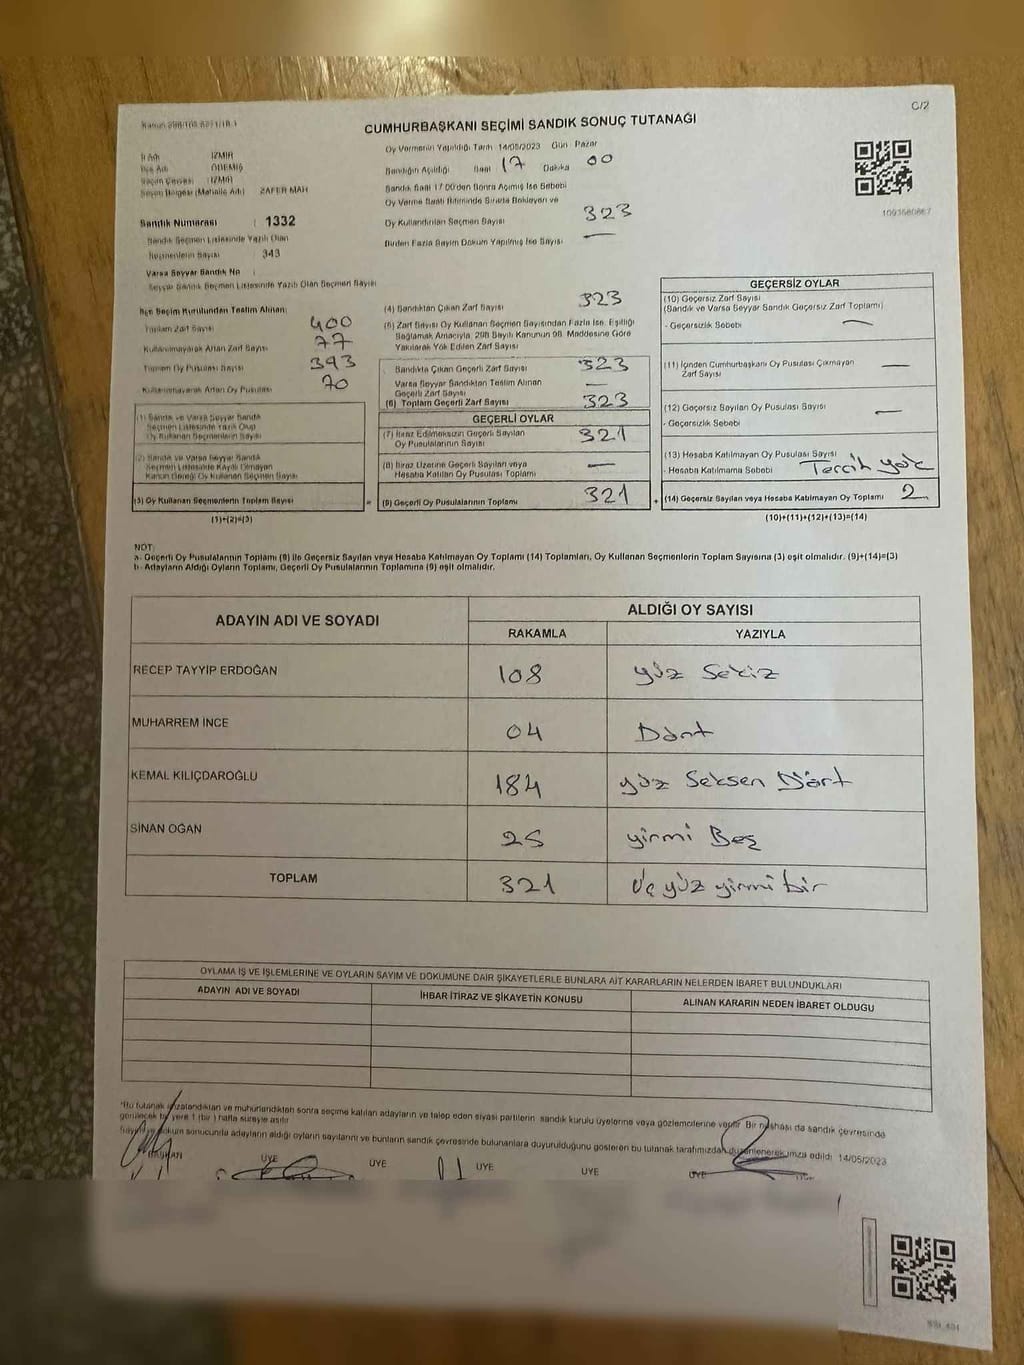 C/2
CUMHURBAŞKANI SEÇİMİ SANDIK SONUÇ TUTANAĞI
İl Adı İZMİR
İlçe Adı ÖDEMİŞ
Seçim Çevresi İZMİR
Seçim Bölgesi (Mahalle Adı) ZAFER MAH
Sandık Numarası : 1332
Sandık Seçmen Listesinde Yazılı Olan
Seçmenlerin Sayısı 343
Varsa Seyyar Sandık No :
Seyyar Sandık Seçmen Listesinde Yazılı Olan Seçmen Sayısı
Oy Vermenin Yapıldığı Tarih 14/05/2023 Gün Pazar
Sandığın Açıldığı Saat 17 Dakika 00
Sandık Saat 17:00'den Sonra Açılmış İse Sebebi
Oy Verme Saati Bitiminde Sırada Bekleyen ve
Oy Kullandırılan Seçmen Sayısı 323
Birden Fazla Sayım Döküm Yapılmış İse Sayısı —
1093580867
İlçe Seçim Kurulundan Teslim Alınan
Toplam Zarf Sayısı 400
Kullanılmayarak Artan Zarf Sayısı 77
Toplam Oy Pusulası Sayısı 393
Kullanılmayarak Artan Oy Pusulası 70
(1) Sandık ve Varsa Seyyar Sandık
Seçmen Listesinde Yazılı Olup
Oy Kullanan Seçmenlerin Sayısı
(2) Sandık ve Varsa Seyyar Sandık
Seçmen Listesinde Kayıtlı Olmayan
Kanun Gereği Oy Kullanan Seçmen Sayısı
(3) Oy Kullanan Seçmenlerin Toplam Sayısı =
(1)+(2)=(3)
(4) Sandıktan Çıkan Zarf Sayısı 323
(5) Zarf Sayısı Oy Kullanan Seçmen Sayısından Fazla İse, Eşitliği
Sağlamak Amacıyla 298 Sayılı Kanunun 98. Maddesine Göre
Yakılarak Yok Edilen Zarf Sayısı
Sandıkta Çıkan Geçerli Zarf Sayısı 323
Varsa Seyyar Sandıktan Teslim Alınan
Geçerli Zarf Sayısı —
(6) Toplam Geçerli Zarf Sayısı 323
GEÇERLİ OYLAR
(7) İtiraz Edilmeksizin Geçerli Sayılan
Oy Pusulalarının Sayısı 321
(8) İtiraz Üzerine Geçerli Sayılan veya
Hesaba Katılan Oy Pusulaları Toplamı —
(9) Geçerli Oy Pusulalarının Toplamı 321 +
GEÇERSİZ OYLAR
(10) Geçersiz Zarf Sayısı
(Sandık ve Varsa Seyyar Sandık Geçersiz Zarf Toplamı)
- Geçersizlik Sebebi —
(11) İçinden Cumhurbaşkanı Oy Pusulası Çıkmayan
Zarf Sayısı —
(12) Geçersiz Sayılan Oy Pusulası Sayısı —
- Geçersizlik Sebebi
(13) Hesaba Katılmayan Oy Pusulası Sayısı
- Hesaba Katılmama Sebebi Tercih yok
(14) Geçersiz Sayılan veya Hesaba Katılmayan Oy Toplamı 2
(10)+(11)+(12)+(13)=(14)
NOT:
a- Geçerli Oy Pusulalarının Toplamı (9) ile Geçersiz Sayılan veya Hesaba Katılmayan Oy Toplamı (14) Toplamları, Oy Kullanan Seçmenlerin Toplam Sayısına (3) eşit olmalıdır. (9)+(14)=(3)
b- Adayların Aldığı Oyların Toplamı, Geçerli Oy Pusulalarının Toplamına (9) eşit olmalıdır.
ADAYIN ADI VE SOYADI
ALDIĞI OY SAYISI
RAKAMLA YAZIYLA
RECEP TAYYİP ERDOĞAN 108 yüz Sekiz
MUHARREM İNCE 04 Dört
KEMAL KILIÇDAROĞLU 184 yüz Seksen Dört
SİNAN OĞAN 25 yirmi Beş
TOPLAM 321 üç yüz yirmi bir
OYLAMA İŞ VE İŞLEMLERİNE VE OYLARIN SAYIM VE DÖKÜMÜNE DAİR ŞİKAYETLERLE BUNLARA AİT KARARLARIN NELERDEN İBARET BULUNDUKLARI
ADAYIN ADI VE SOYADI İHBAR İTİRAZ VE ŞİKAYETİN KONUSU ALINAN KARARIN NEDEN İBARET OLDUĞU
*Bu tutanak imzalandıktan ve mühürlendikten sonra seçime katılan adayların ve talep eden siyasi partilerin sandık kurulu üyelerine veya gözlemcilerine verilir. Bir nüshası da sandık çevresinde
görülecek bir yere 1 (bir) hafta süreyle asılır.
Sayım ve döküm sonucunda adayların aldığı oyların sayılarını ve bunların sandık çevresinde bulunanlara duyurulduğunu gösteren bu tutanak tarafımızdan düzenlenerek imza edildi. 14/05/2023
BAŞKAN ÜYE ÜYE ÜYE ÜYE ÜYE